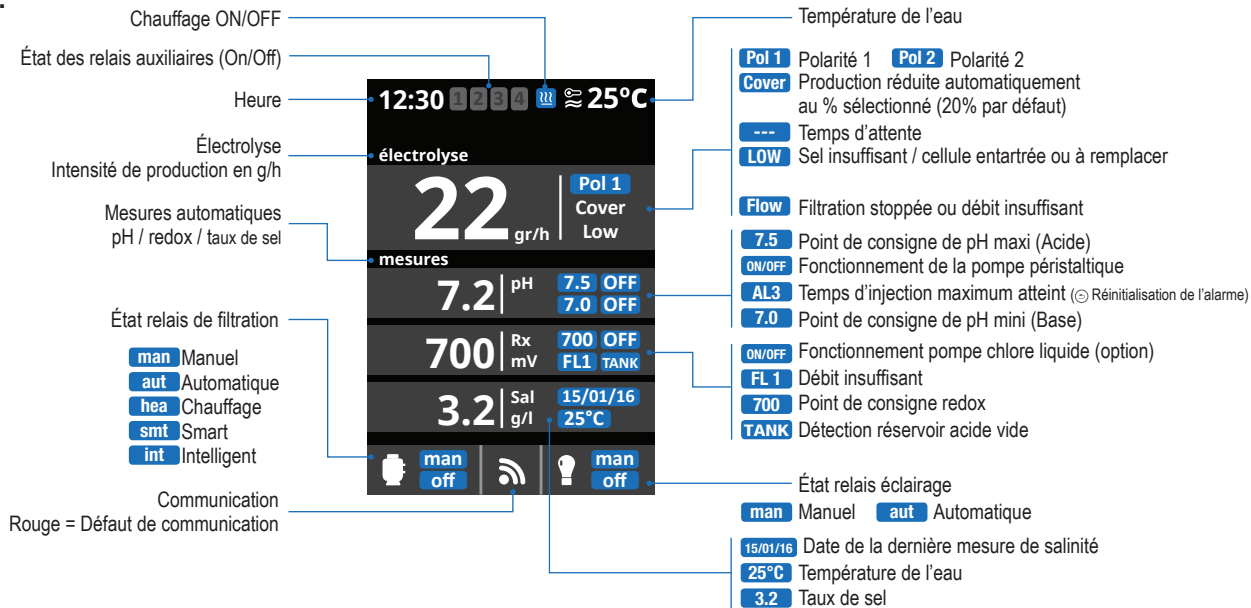 Chauffage ON/OFF
État des relais auxiliaires (On/Off)
Heure
Électrolyse
Intensité de production en g/h
Mesures automatiques
pH / redox / taux de sel
État relais de filtration
man Manuel
aut Automatique
hea Chauffage
smt Smart
int Intelligent
Communication
Rouge = Défaut de communication
12:30 1 2 3 4 25ºC
électrolyse
22 gr/h
Pol 1
Cover
Low
mesures
7.2 pH 7.5 OFF
7.0 OFF
700 Rx mV 700 OFF
FL1 TANK
3.2 Sal g/l 15/01/16
25°C
man off
man off
Température de l'eau
Pol 1 Polarité 1 Pol 2 Polarité 2
Cover Production réduite automatiquement
au % sélectionné (20% par défaut)
--- Temps d'attente
LOW Sel insuffisant / cellule entartrée ou à remplacer
Flow Filtration stoppée ou débit insuffisant
7.5 Point de consigne de pH maxi (Acide)
ON/OFF Fonctionnement de la pompe péristaltique
AL3 Temps d'injection maximum atteint (Réinitialisation de l'alarme)
7.0 Point de consigne de pH mini (Base)
ON/OFF Fonctionnement pompe chlore liquide (option)
FL 1 Débit insuffisant
700 Point de consigne redox
TANK Détection réservoir acide vide
État relais éclairage
man Manuel aut Automatique
15/01/16 Date de la dernière mesure de salinité
25°C Température de l'eau
3.2 Taux de sel